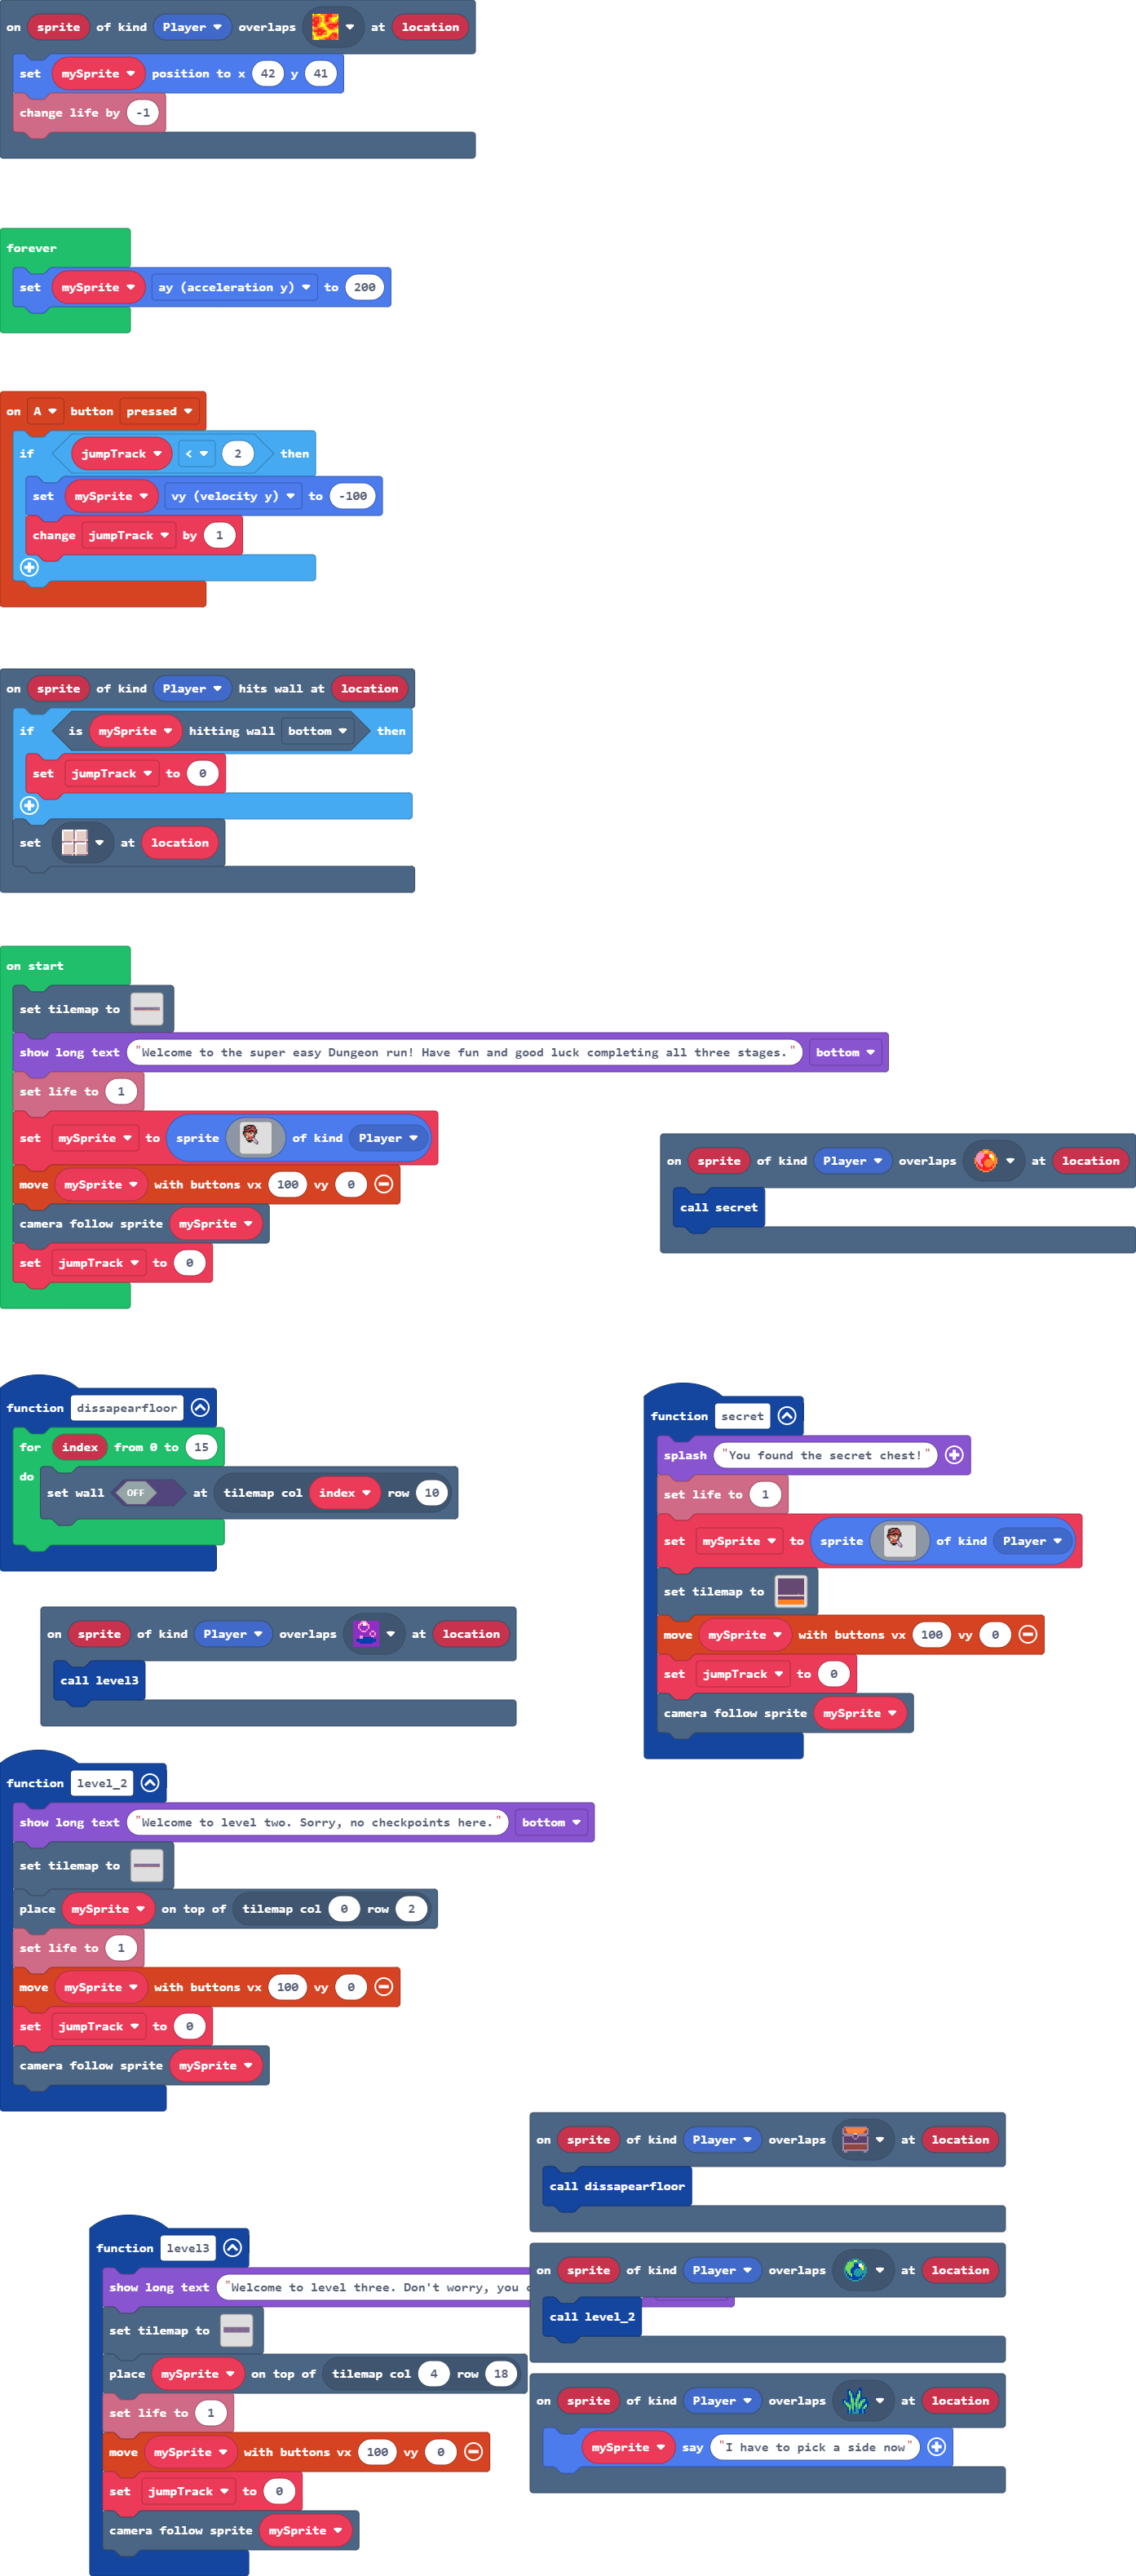 on sprite of kind Player overlaps at location
set mySprite position to x 42 y 41
change life by -1
forever
set mySprite ay (acceleration y) to 200
on A button pressed
if jumpTrack < 2 then
set mySprite vy (velocity y) to -100
change jumpTrack by 1
on sprite of kind Player hits wall at location
if is mySprite hitting wall bottom then
set jumpTrack to 0
set at location
on start
set tilemap to
show long text "Welcome to the super easy Dungeon run! Have fun and good luck completing all three stages." bottom
set life to 1
set mySprite to sprite of kind Player
move mySprite with buttons vx 100 vy 0
camera follow sprite mySprite
set jumpTrack to 0
on sprite of kind Player overlaps at location
call secret
function dissapearfloor
for index from 0 to 15
do
set wall OFF at tilemap col index row 10
function secret
splash "You found the secret chest!"
set life to 1
set mySprite to sprite of kind Player
set tilemap to
move mySprite with buttons vx 100 vy 0
set jumpTrack to 0
camera follow sprite mySprite
on sprite of kind Player overlaps at location
call level3
function level_2
show long text "Welcome to level two. Sorry, no checkpoints here." bottom
set tilemap to
place mySprite on top of tilemap col 0 row 2
set life to 1
move mySprite with buttons vx 100 vy 0
set jumpTrack to 0
camera follow sprite mySprite
on sprite of kind Player overlaps at location
call dissapearfloor
function level3
show long text "Welcome to level three. Don't worry, you
set tilemap to
place mySprite on top of tilemap col 4 row 18
set life to 1
move mySprite with buttons vx 100 vy 0
set jumpTrack to 0
camera follow sprite mySprite
on sprite of kind Player overlaps at location
call level_2
on sprite of kind Player overlaps at location
mySprite say "I have to pick a side now"